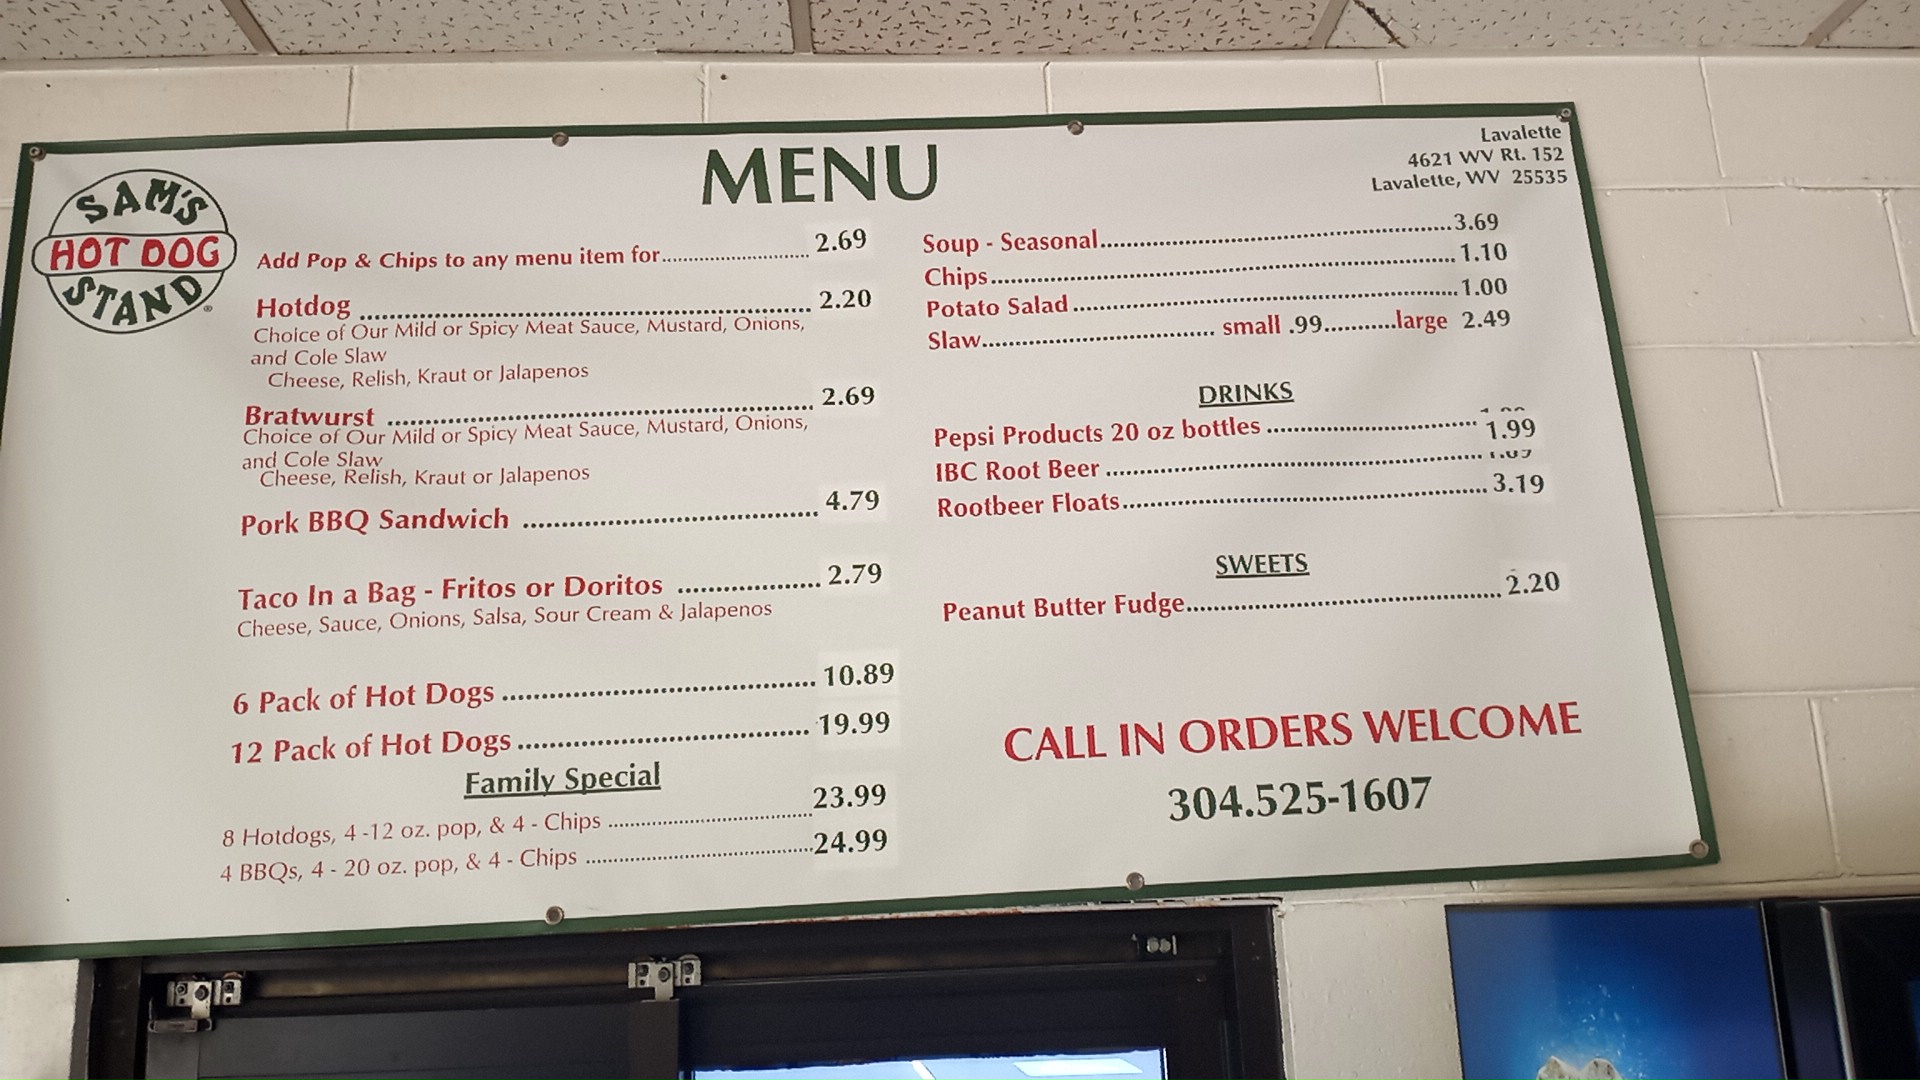 SAM'S
HOT DOG
STAND
®
MENU
Lavalette
4621 WV Rt. 152
Lavalette, WV 25535
Add Pop & Chips to any menu item for............................ 2.69
Hotdog ........................................................ 2.20
Choice of Our Mild or Spicy Meat Sauce, Mustard, Onions,
and Cole Slaw
Cheese, Relish, Kraut or Jalapenos
Bratwurst ..................................................... 2.69
Choice of Our Mild or Spicy Meat Sauce, Mustard, Onions,
and Cole Slaw
Cheese, Relish, Kraut or Jalapenos
Pork BBQ Sandwich ..................................... 4.79
Taco In a Bag - Fritos or Doritos .................. 2.79
Cheese, Sauce, Onions, Salsa, Sour Cream & Jalapenos
6 Pack of Hot Dogs ....................................... 10.89
12 Pack of Hot Dogs ..................................... 19.99
Family Special
8 Hotdogs, 4 -12 oz. pop, & 4 - Chips ....................................... 23.99
4 BBQs, 4 - 20 oz. pop, & 4 - Chips ..........................................24.99
Soup - Seasonal......................................................3.69
Chips....................................................................... 1.10
Potato Salad ...........................................................1.00
Slaw................................... small .99...........large 2.49
DRINKS
Pepsi Products 20 oz bottles ................................ 1.99
IBC Root Beer ........................................................
Rootbeer Floats....................................................... 3.19
SWEETS
Peanut Butter Fudge................................................ 2.20
CALL IN ORDERS WELCOME
304.525-1607